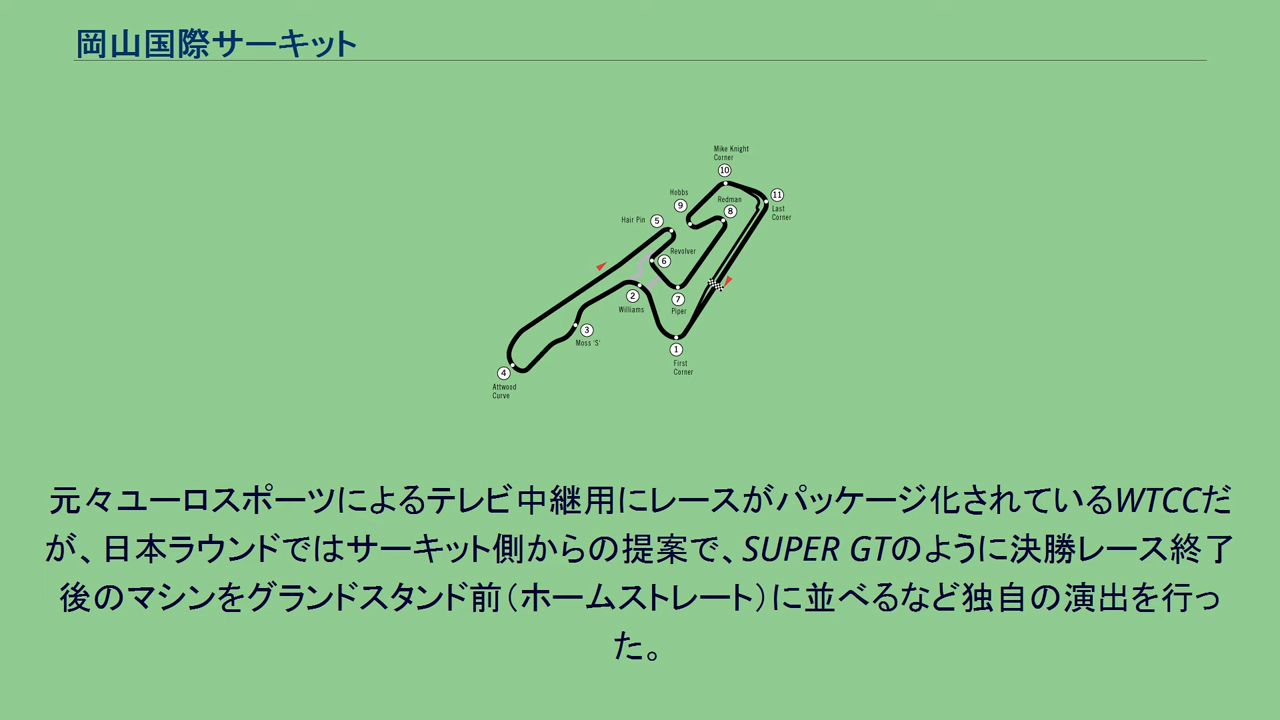 岡山国際サーキット
Mike Knight
Corner
10
11
Hobbs
Redman
9
8
Last
Corner
Hair Pin
5
Revolver
6
2
7
Williams
Piper
3
Moss 'S'
1
First
Corner
4
Attwood
Curve
元々ユーロスポーツによるテレビ中継用にレースがパッケージ化されているWTCCだ
が、日本ラウンドではサーキット側からの提案で、SUPER GTのように決勝レース終了
後のマシンをグランドスタンド前（ホームストレート）に並べるなど独自の演出を行っ
た。